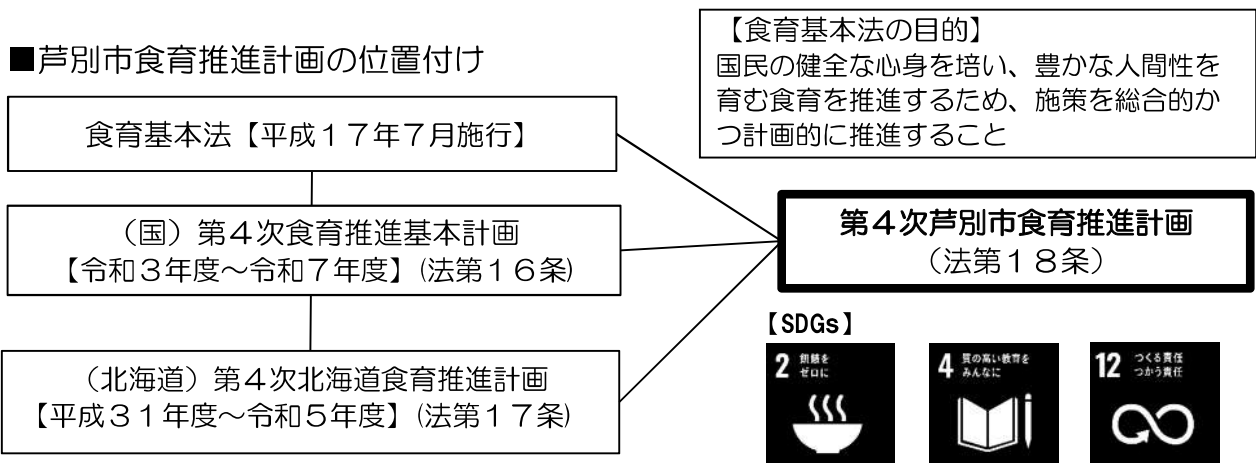 ■芦別市食育推進計画の位置付け
【食育基本法の目的】
国民の健全な心身を培い、豊かな人間性を
育む食育を推進するため、施策を総合的か
つ計画的に推進すること
食育基本法【平成１７年７月施行】
（国）第４次食育推進基本計画
【令和３年度～令和７年度】(法第１６条)
（北海道）第４次北海道食育推進計画
【平成３１年度～令和５年度】(法第１７条)
第４次芦別市食育推進計画
（法第１８条）
【SDGs】
2 飢餓を
ゼロに
4 質の高い教育を
みんなに
12 つくる責任
つかう責任